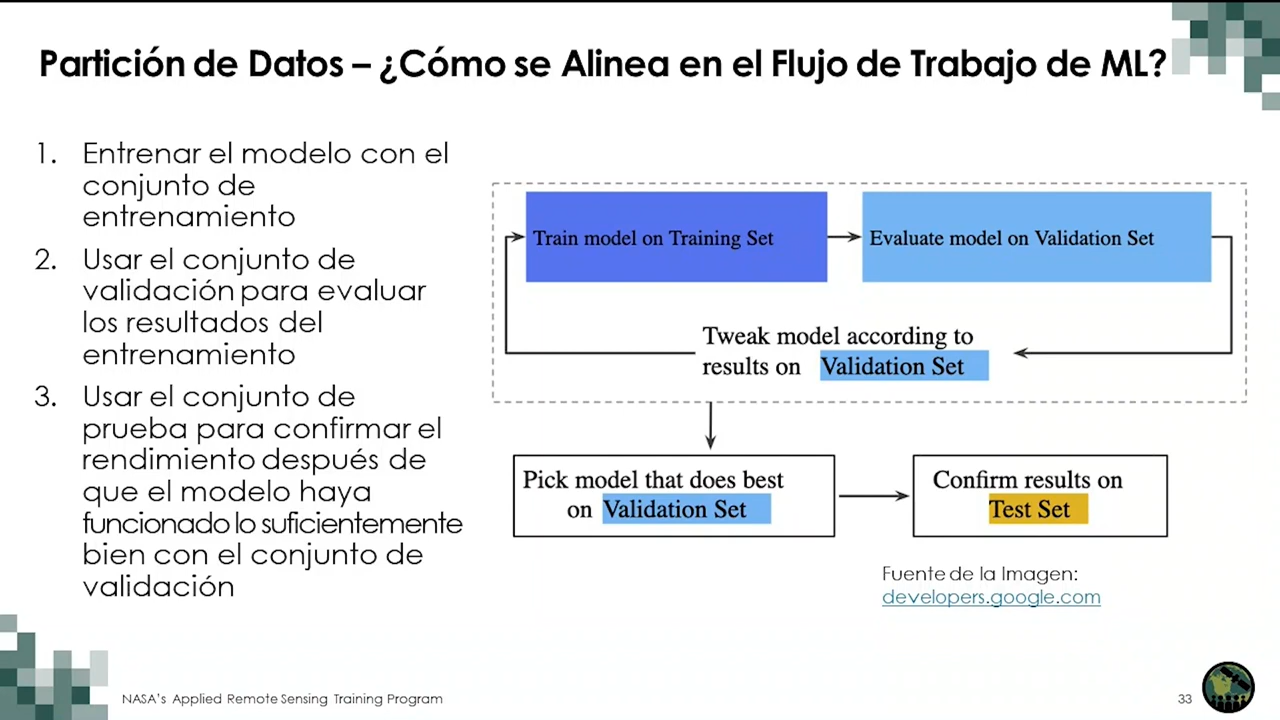 Partición de Datos – ¿Cómo se Alinea en el Flujo de Trabajo de ML?
1. Entrenar el modelo con el
conjunto de
entrenamiento
2. Usar el conjunto de
validación para evaluar
los resultados del
entrenamiento
3. Usar el conjunto de
prueba para confirmar el
rendimiento después de
que el modelo haya
funcionado lo suficientemente
bien con el conjunto de
validación
Train model on Training Set
Evaluate model on Validation Set
Tweak model according to
results on Validation Set
Pick model that does best
on Validation Set
Confirm results on
Test Set
Fuente de la Imagen:
developers.google.com
NASA's Applied Remote Sensing Training Program
33